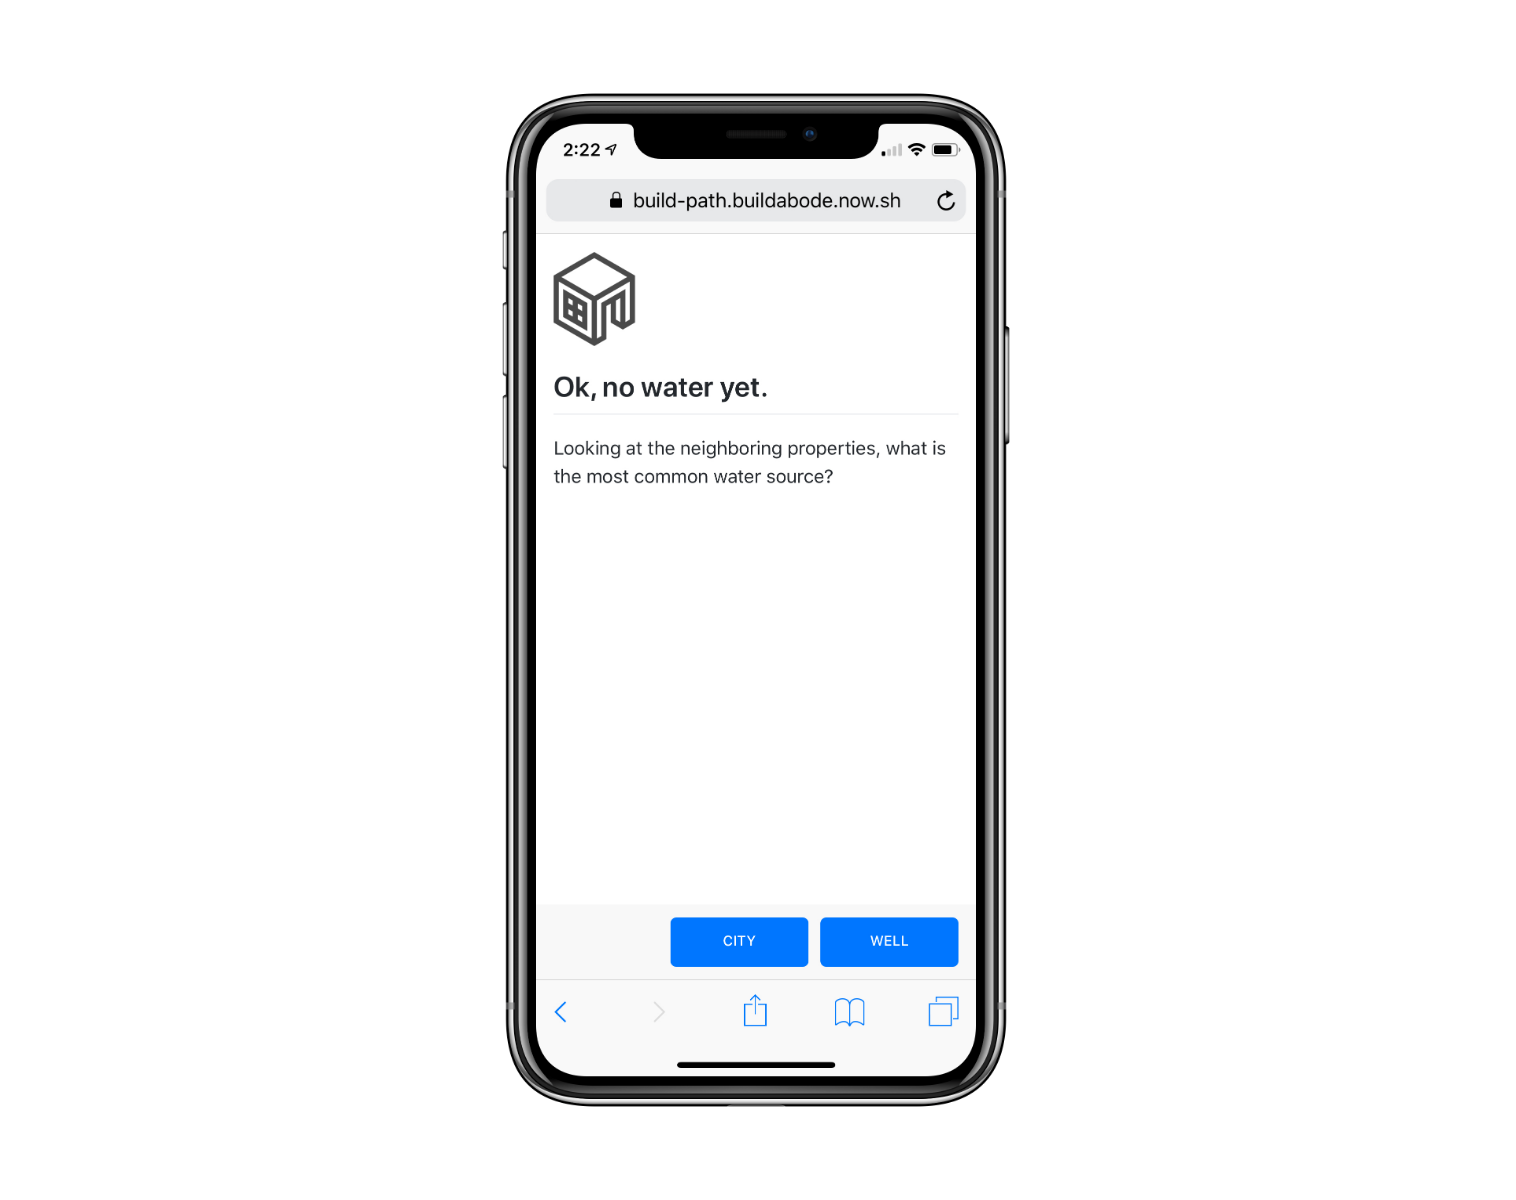 2:22
build-path.buildabode.now.sh
Ok, no water yet.
Looking at the neighboring properties, what is
the most common water source?
CITY
WELL